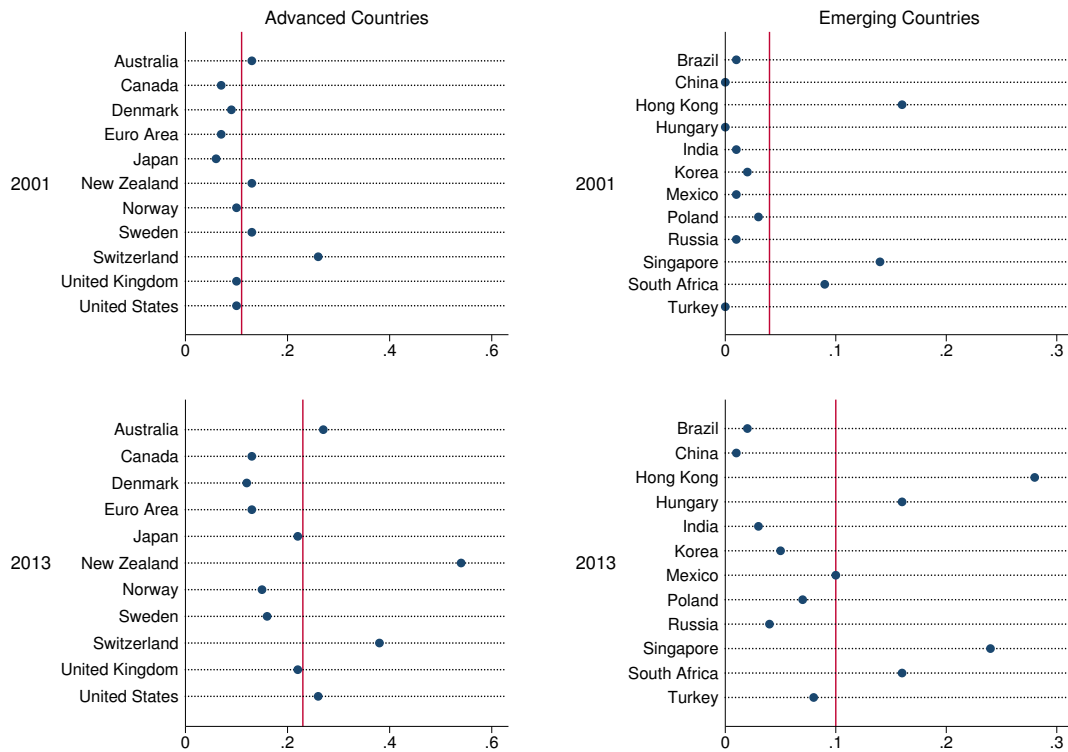 Advanced Countries
2001
Australia
Canada
Denmark
Euro Area
Japan
New Zealand
Norway
Sweden
Switzerland
United Kingdom
United States
0 .2 .4 .6
Emerging Countries
2001
Brazil
China
Hong Kong
Hungary
India
Korea
Mexico
Poland
Russia
Singapore
South Africa
Turkey
0 .1 .2 .3
2013
Australia
Canada
Denmark
Euro Area
Japan
New Zealand
Norway
Sweden
Switzerland
United Kingdom
United States
0 .2 .4 .6
2013
Brazil
China
Hong Kong
Hungary
India
Korea
Mexico
Poland
Russia
Singapore
South Africa
Turkey
0 .1 .2 .3